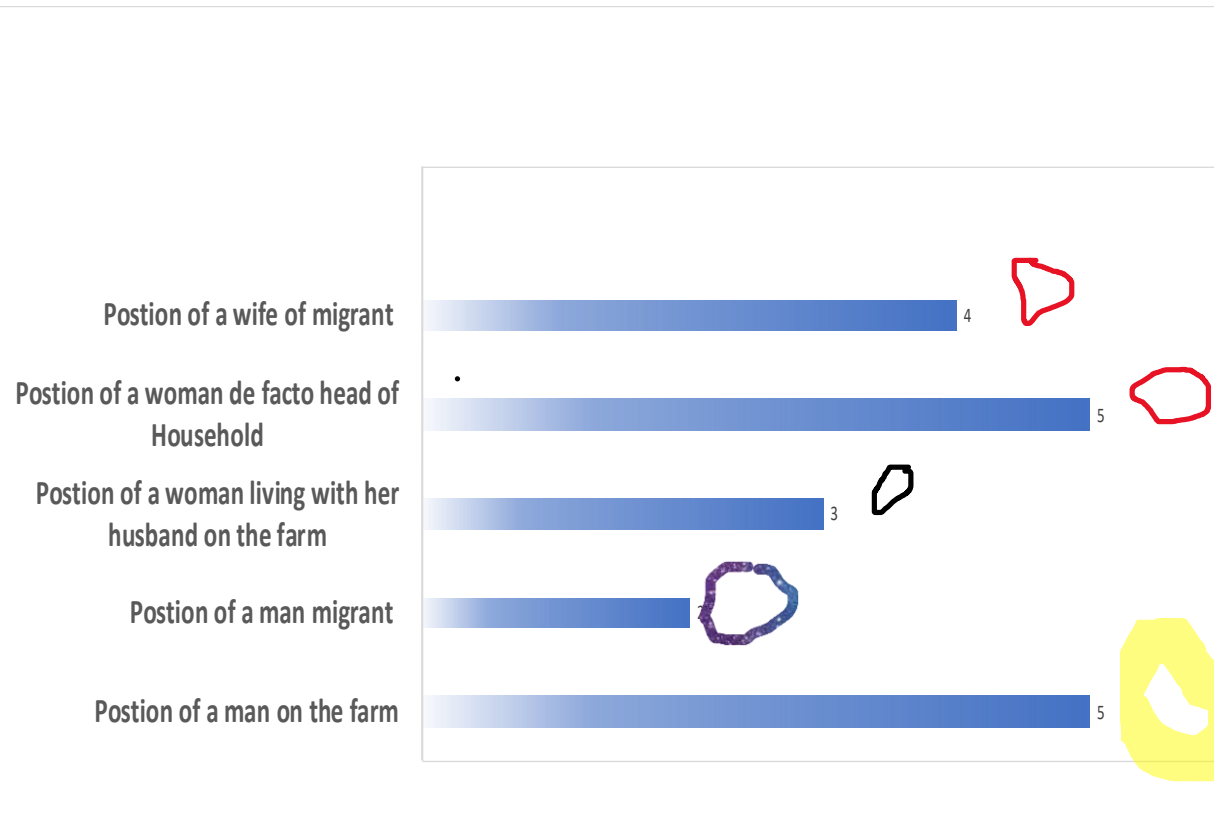 Postion of a wife of migrant
4
Postion of a woman de facto head of
Household
5
Postion of a woman living with her
husband on the farm
3
Postion of a man migrant
Postion of a man on the farm
5